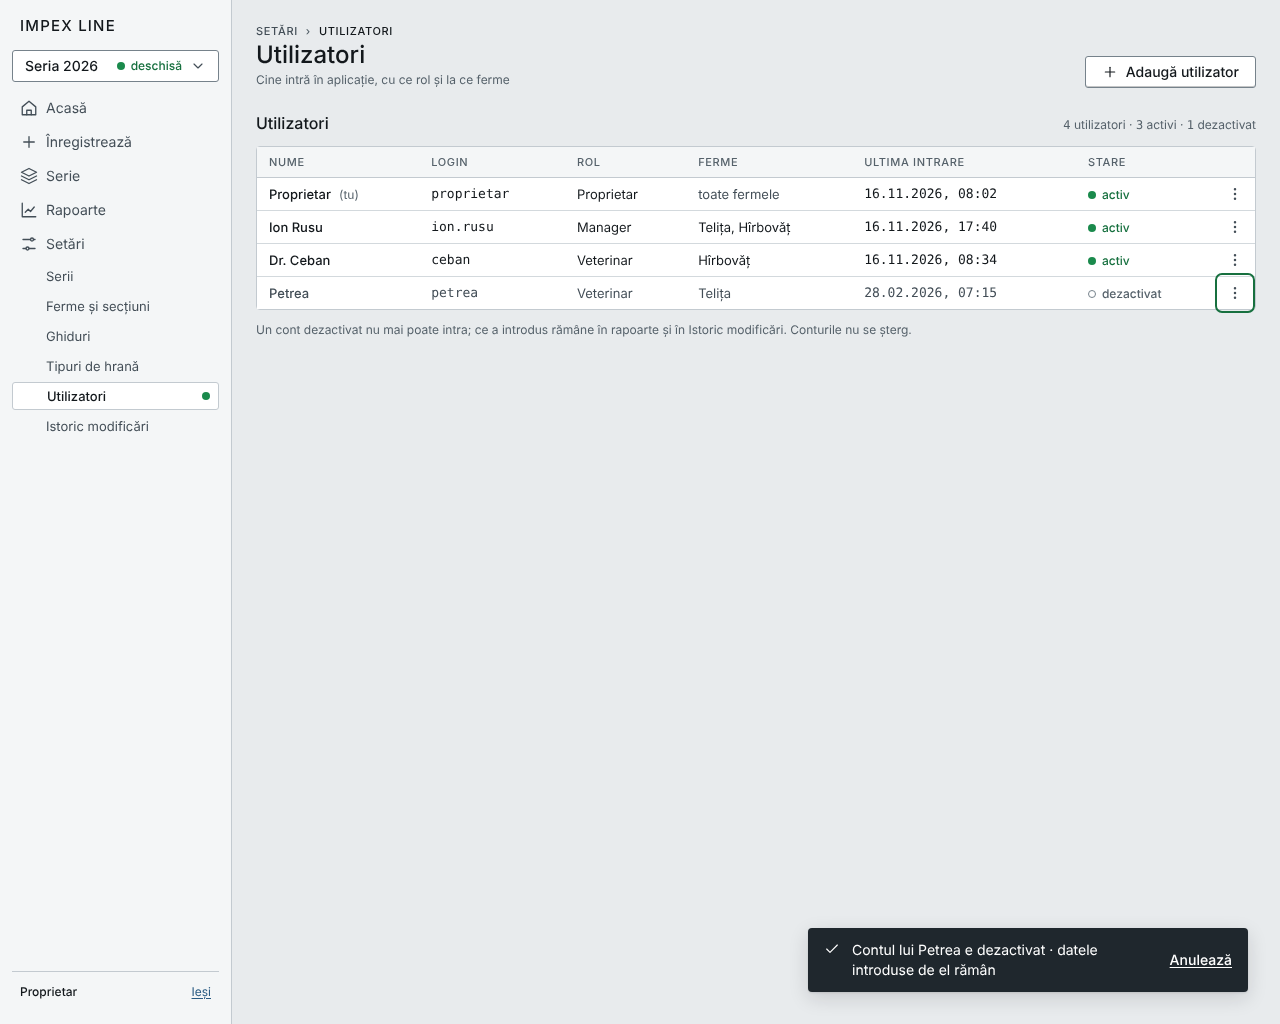 IMPEX LINE
Seria 2026 deschisă
Acasă
Înregistrează
Serie
Rapoarte
Setări
Serii
Ferme și secțiuni
Ghiduri
Tipuri de hrană
Utilizatori
Istoric modificări
Proprietar Ieși
SETĂRI › UTILIZATORI
Utilizatori
Cine intră în aplicație, cu ce rol și la ce ferme
Adaugă utilizator
Utilizatori
4 utilizatori · 3 activi · 1 dezactivat
NUME LOGIN ROL FERME ULTIMA INTRARE STARE
Proprietar (tu) proprietar Proprietar toate fermele 16.11.2026, 08:02 activ
Ion Rusu ion.rusu Manager Telița, Hîrbovăț 16.11.2026, 17:40 activ
Dr. Ceban ceban Veterinar Hîrbovăț 16.11.2026, 08:34 activ
Petrea petrea Veterinar Telița 28.02.2026, 07:15 dezactivat
Un cont dezactivat nu mai poate intra; ce a introdus rămâne în rapoarte și în Istoric modificări. Conturile nu se șterg.
Contul lui Petrea e dezactivat · datele
introduse de el rămân
Anulează